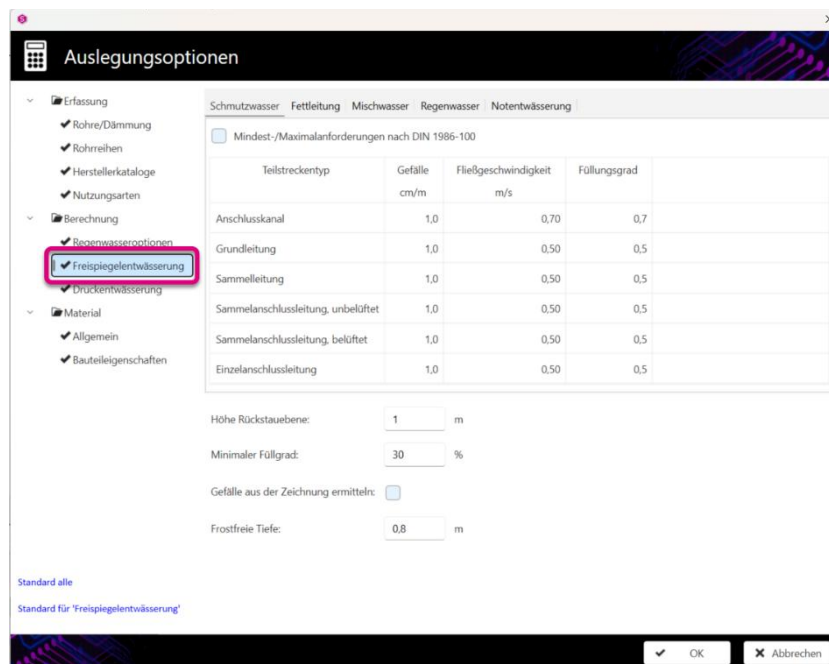 Auslegungsoptionen
Erfassung
Rohre/Dämmung
Rohrreihen
Herstellerkataloge
Nutzungsarten
Berechnung
Regenwasseroptionen
Freispiegelentwässerung
Druckentwässerung
Material
Allgemein
Bauteileigenschaften
Schmutzwasser Fettleitung Mischwasser Regenwasser Notentwässerung
Mindest-/Maximalanforderungen nach DIN 1986-100
Teilstreckentyp Gefälle Fließgeschwindigkeit Füllungsgrad
cm/m m/s
Anschlusskanal 1,0 0,70 0,7
Grundleitung 1,0 0,50 0,5
Sammelleitung 1,0 0,50 0,5
Sammelanschlussleitung, unbelüftet 1,0 0,50 0,5
Sammelanschlussleitung, belüftet 1,0 0,50 0,5
Einzelanschlussleitung 1,0 0,50 0,5
Höhe Rückstauebene: 1 m
Minimaler Füllgrad: 30 %
Gefälle aus der Zeichnung ermitteln:
Frostfreie Tiefe: 0,8 m
Standard alle
Standard für 'Freispiegelentwässerung'
OK Abbrechen